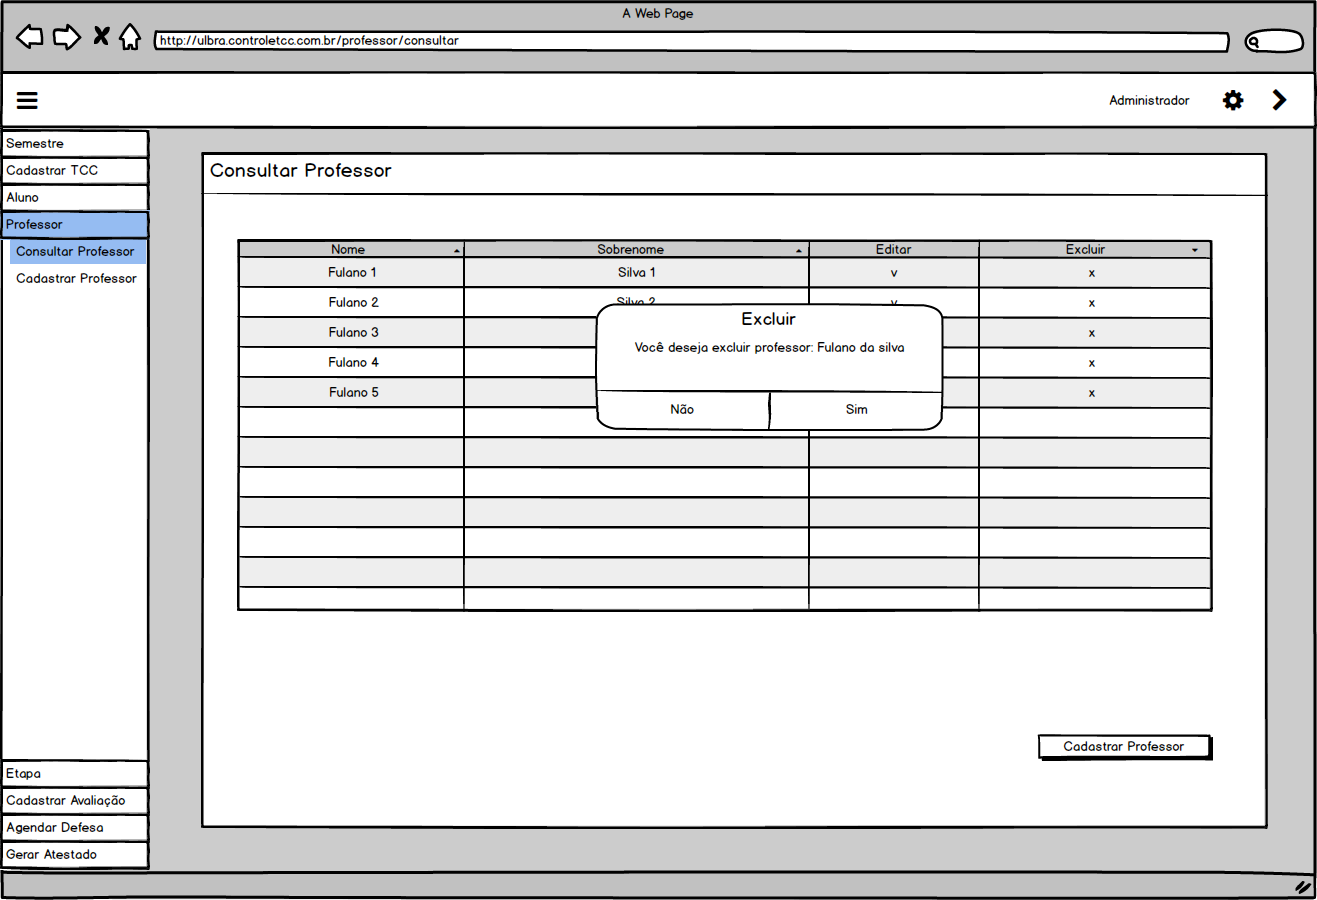 A Web Page
http://ulbra.controletcc.com.br/professor/consultar
Administrador
Semestre
Cadastrar TCC
Aluno
Professor
Consultar Professor
Cadastrar Professor
Etapa
Cadastrar Avaliação
Agendar Defesa
Gerar Atestado
Consultar Professor
Nome Sobrenome Editar Excluir
Fulano 1 Silva 1 v x
Fulano 2 Silva 2 v x
Fulano 3 x
Fulano 4 x
Fulano 5 x
Excluir
Você deseja excluir professor: Fulano da silva
Não Sim
Cadastrar Professor